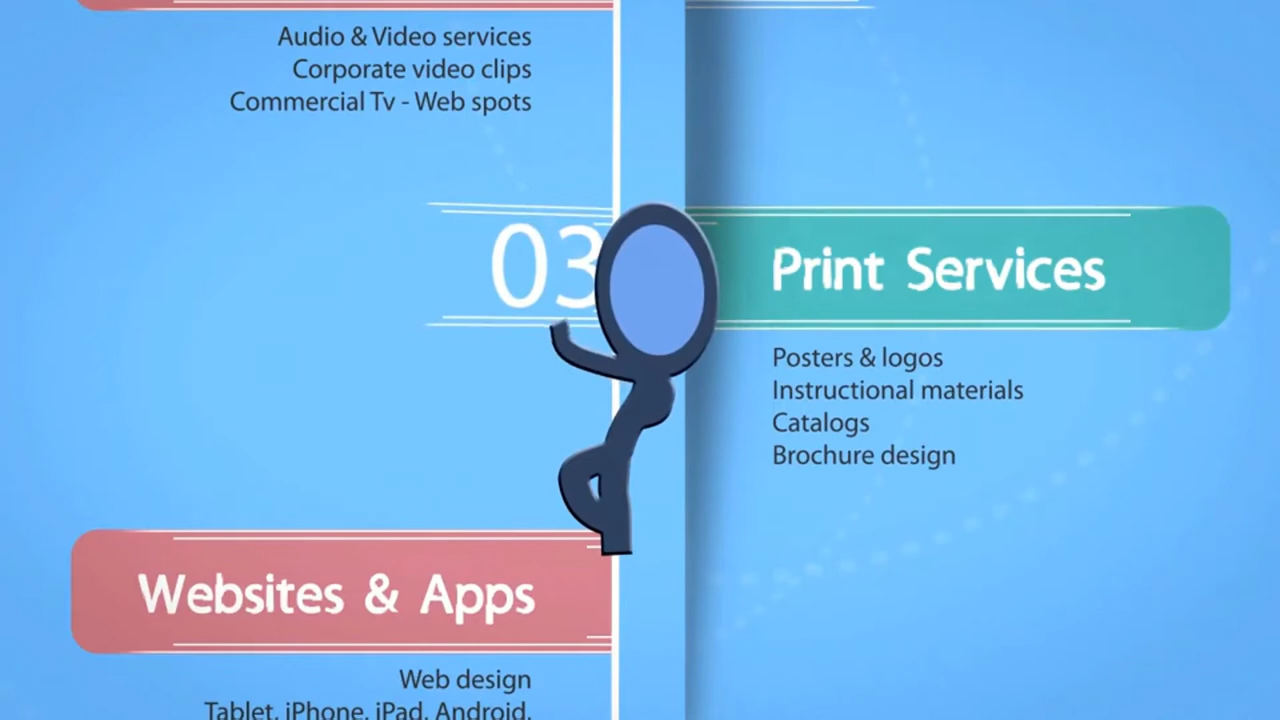 Audio & Video services
Corporate video clips
Commercial Tv - Web spots
03
Print Services
Posters & logos
Instructional materials
Catalogs
Brochure design
Websites & Apps
Web design
Tablet, iPhone, iPad, Android,